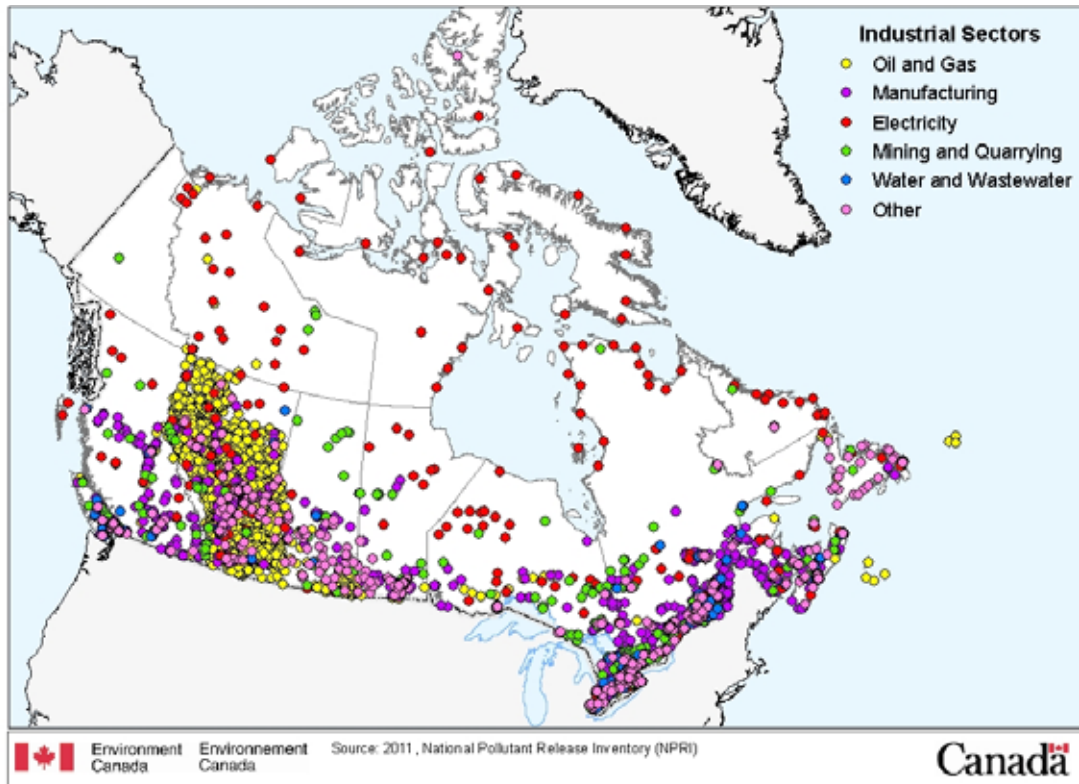 Industrial Sectors
Oil and Gas
Manufacturing
Electricity
Mining and Quarrying
Water and Wastewater
Other
Environment Environnement
Canada Canada
Source: 2011, National Pollutant Release Inventory (NPRI)
Canada